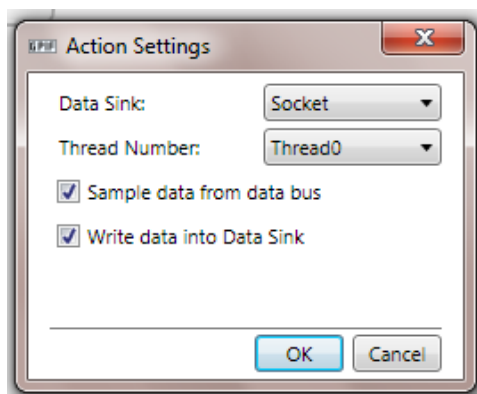 GPIF Action Settings
Data Sink: Socket
Thread Number: Thread0
Sample data from data bus
Write data into Data Sink
OK Cancel